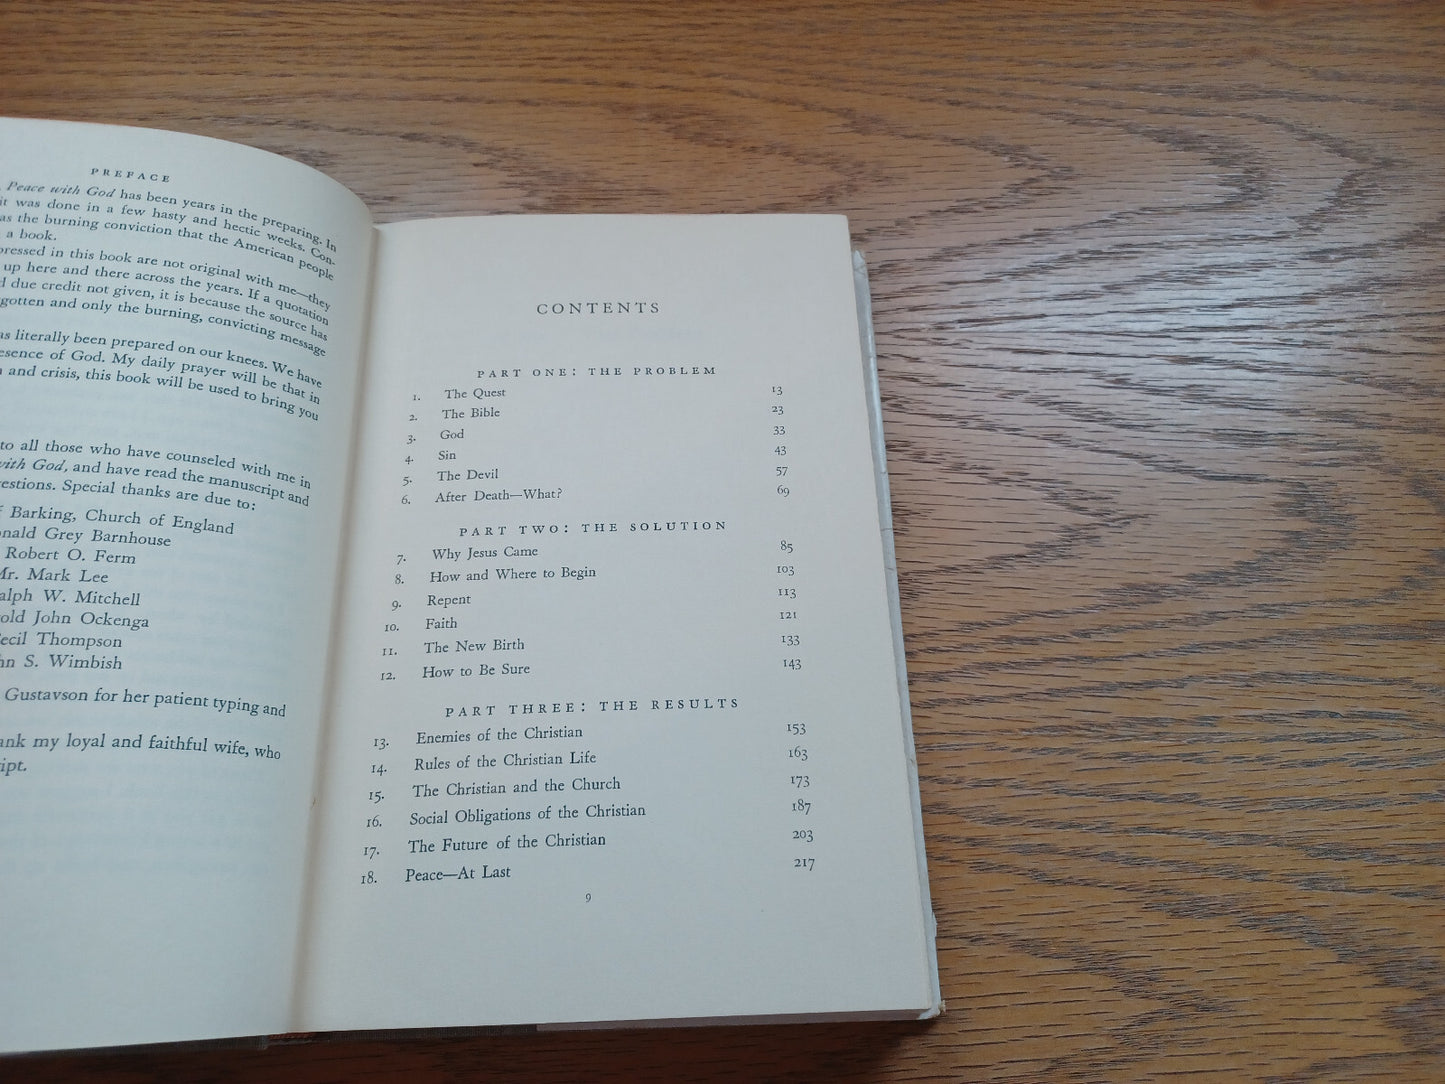 PREFACE
Peace with God has been years in the preparing. In
it was done in a few hasty and hectic weeks. Con-
as the burning conviction that the American people
a book.
pressed in this book are not original with me—they
up here and there across the years. If a quotation
d due credit not given, it is because the source has
gotten and only the burning, convicting message
as literally been prepared on our knees. We have
esence of God. My daily prayer will be that in
n and crisis, this book will be used to bring you
to all those who have counseled with me in
with God, and have read the manuscript and
estions. Special thanks are due to:
f Barking, Church of England
onald Grey Barnhouse
Robert O. Ferm
Mr. Mark Lee
alph W. Mitchell
old John Ockenga
Cecil Thompson
hn S. Wimbish
Gustavson for her patient typing and
ank my loyal and faithful wife, who
ipt.
CONTENTS
PART ONE: THE PROBLEM
1. The Quest 13
2. The Bible 23
3. God 33
4. Sin 43
5. The Devil 57
6. After Death—What? 69
PART TWO: THE SOLUTION
7. Why Jesus Came 85
8. How and Where to Begin 103
9. Repent 113
10. Faith 121
11. The New Birth 133
12. How to Be Sure 143
PART THREE: THE RESULTS
13. Enemies of the Christian 153
14. Rules of the Christian Life 163
15. The Christian and the Church 173
16. Social Obligations of the Christian 187
17. The Future of the Christian 203
18. Peace—At Last 217
9